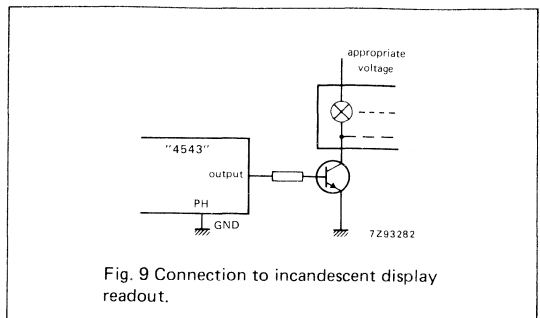 appropriate
voltage
"4543"
output
PH
GND
7Z93282
Fig. 9 Connection to incandescent display
readout.